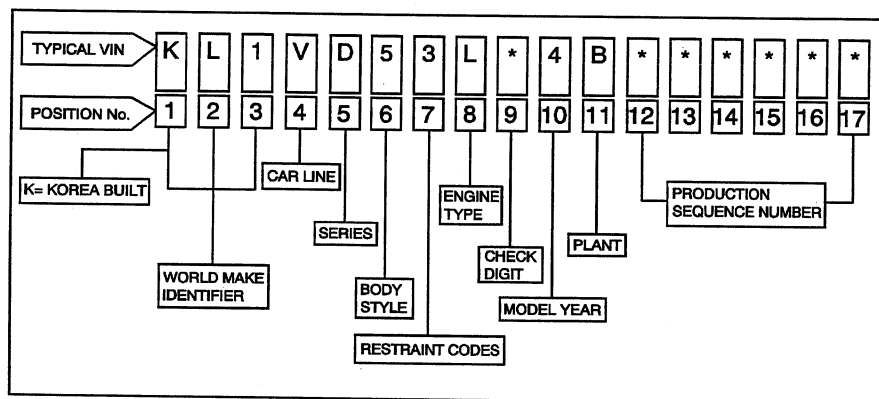 TYPICAL VIN K L 1 V D 5 3 L * 4 B * * * * * *
POSITION No. 1 2 3 4 5 6 7 8 9 10 11 12 13 14 15 16 17
K= KOREA BUILT
CAR LINE
ENGINE
TYPE
PRODUCTION
SEQUENCE NUMBER
SERIES
CHECK
DIGIT
PLANT
WORLD MAKE
IDENTIFIER
BODY
STYLE
MODEL YEAR
RESTRAINT CODES